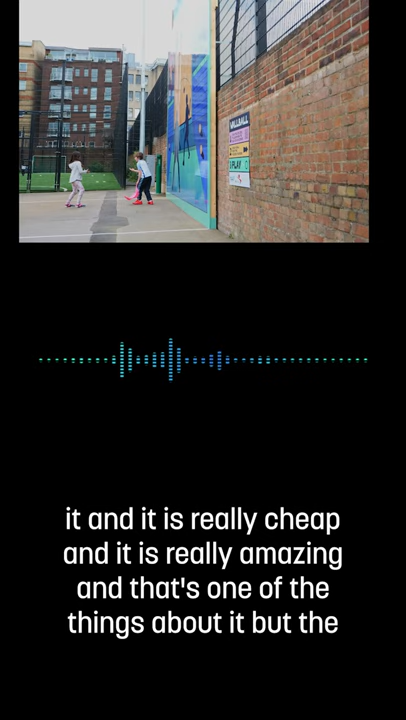 WALLBALL
PLAY
it and it is really cheap
and it is really amazing
and that's one of the
things about it but the